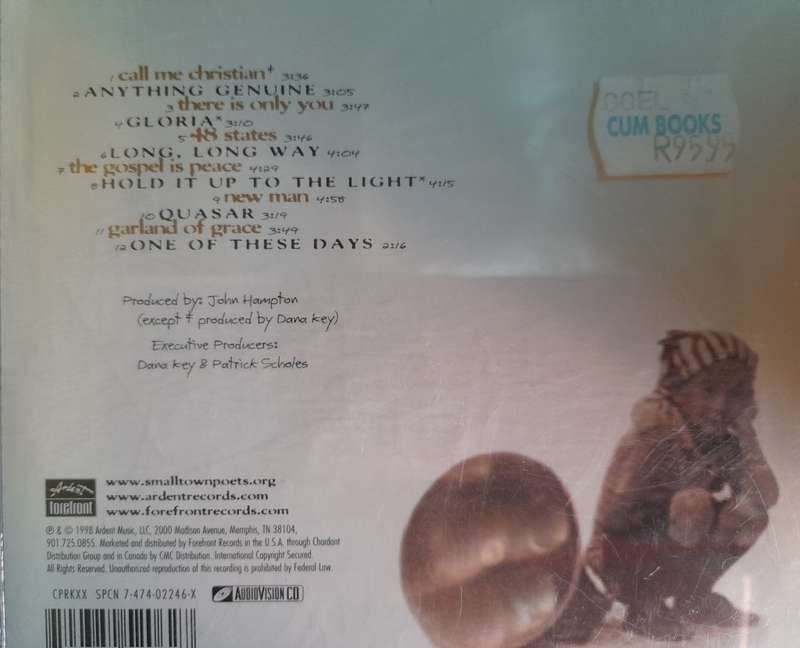 1 call me christian‡ 3:36
2 ANYTHING GENUINE 3:05
3 there is only you 3:47
4 GLORIA* 3:10
5 48 states 3:46
6 LONG, LONG WAY 4:04
7 the gospel is peace 4:29
8 HOLD IT UP TO THE LIGHT* 4:15
9 new man 4:58
10 QUASAR 3:19
11 garland of grace 3:49
12 ONE OF THESE DAYS 2:16
CUM BOOKS
R9595
Produced by: John Hampton
(except ‡ produced by Dana Key)
Executive Producers:
Dana Key & Patrick Scholes
Ardent
forefront
www.smalltownpoets.org
www.ardentrecords.com
www.forefrontrecords.com
℗ & © 1998 Ardent Music, LLC, 2000 Madison Avenue, Memphis, TN 38104,
901.725.0855. Marketed and distributed by Forefront Records in the U.S.A. through Chordant
Distribution Group and in Canada by CMC Distribution. International Copyright Secured.
All Rights Reserved. Unauthorized reproduction of this recording is prohibited by Federal Law.
CPRKXX SPCN 7-474-02246-X
AUDIOVISION CD